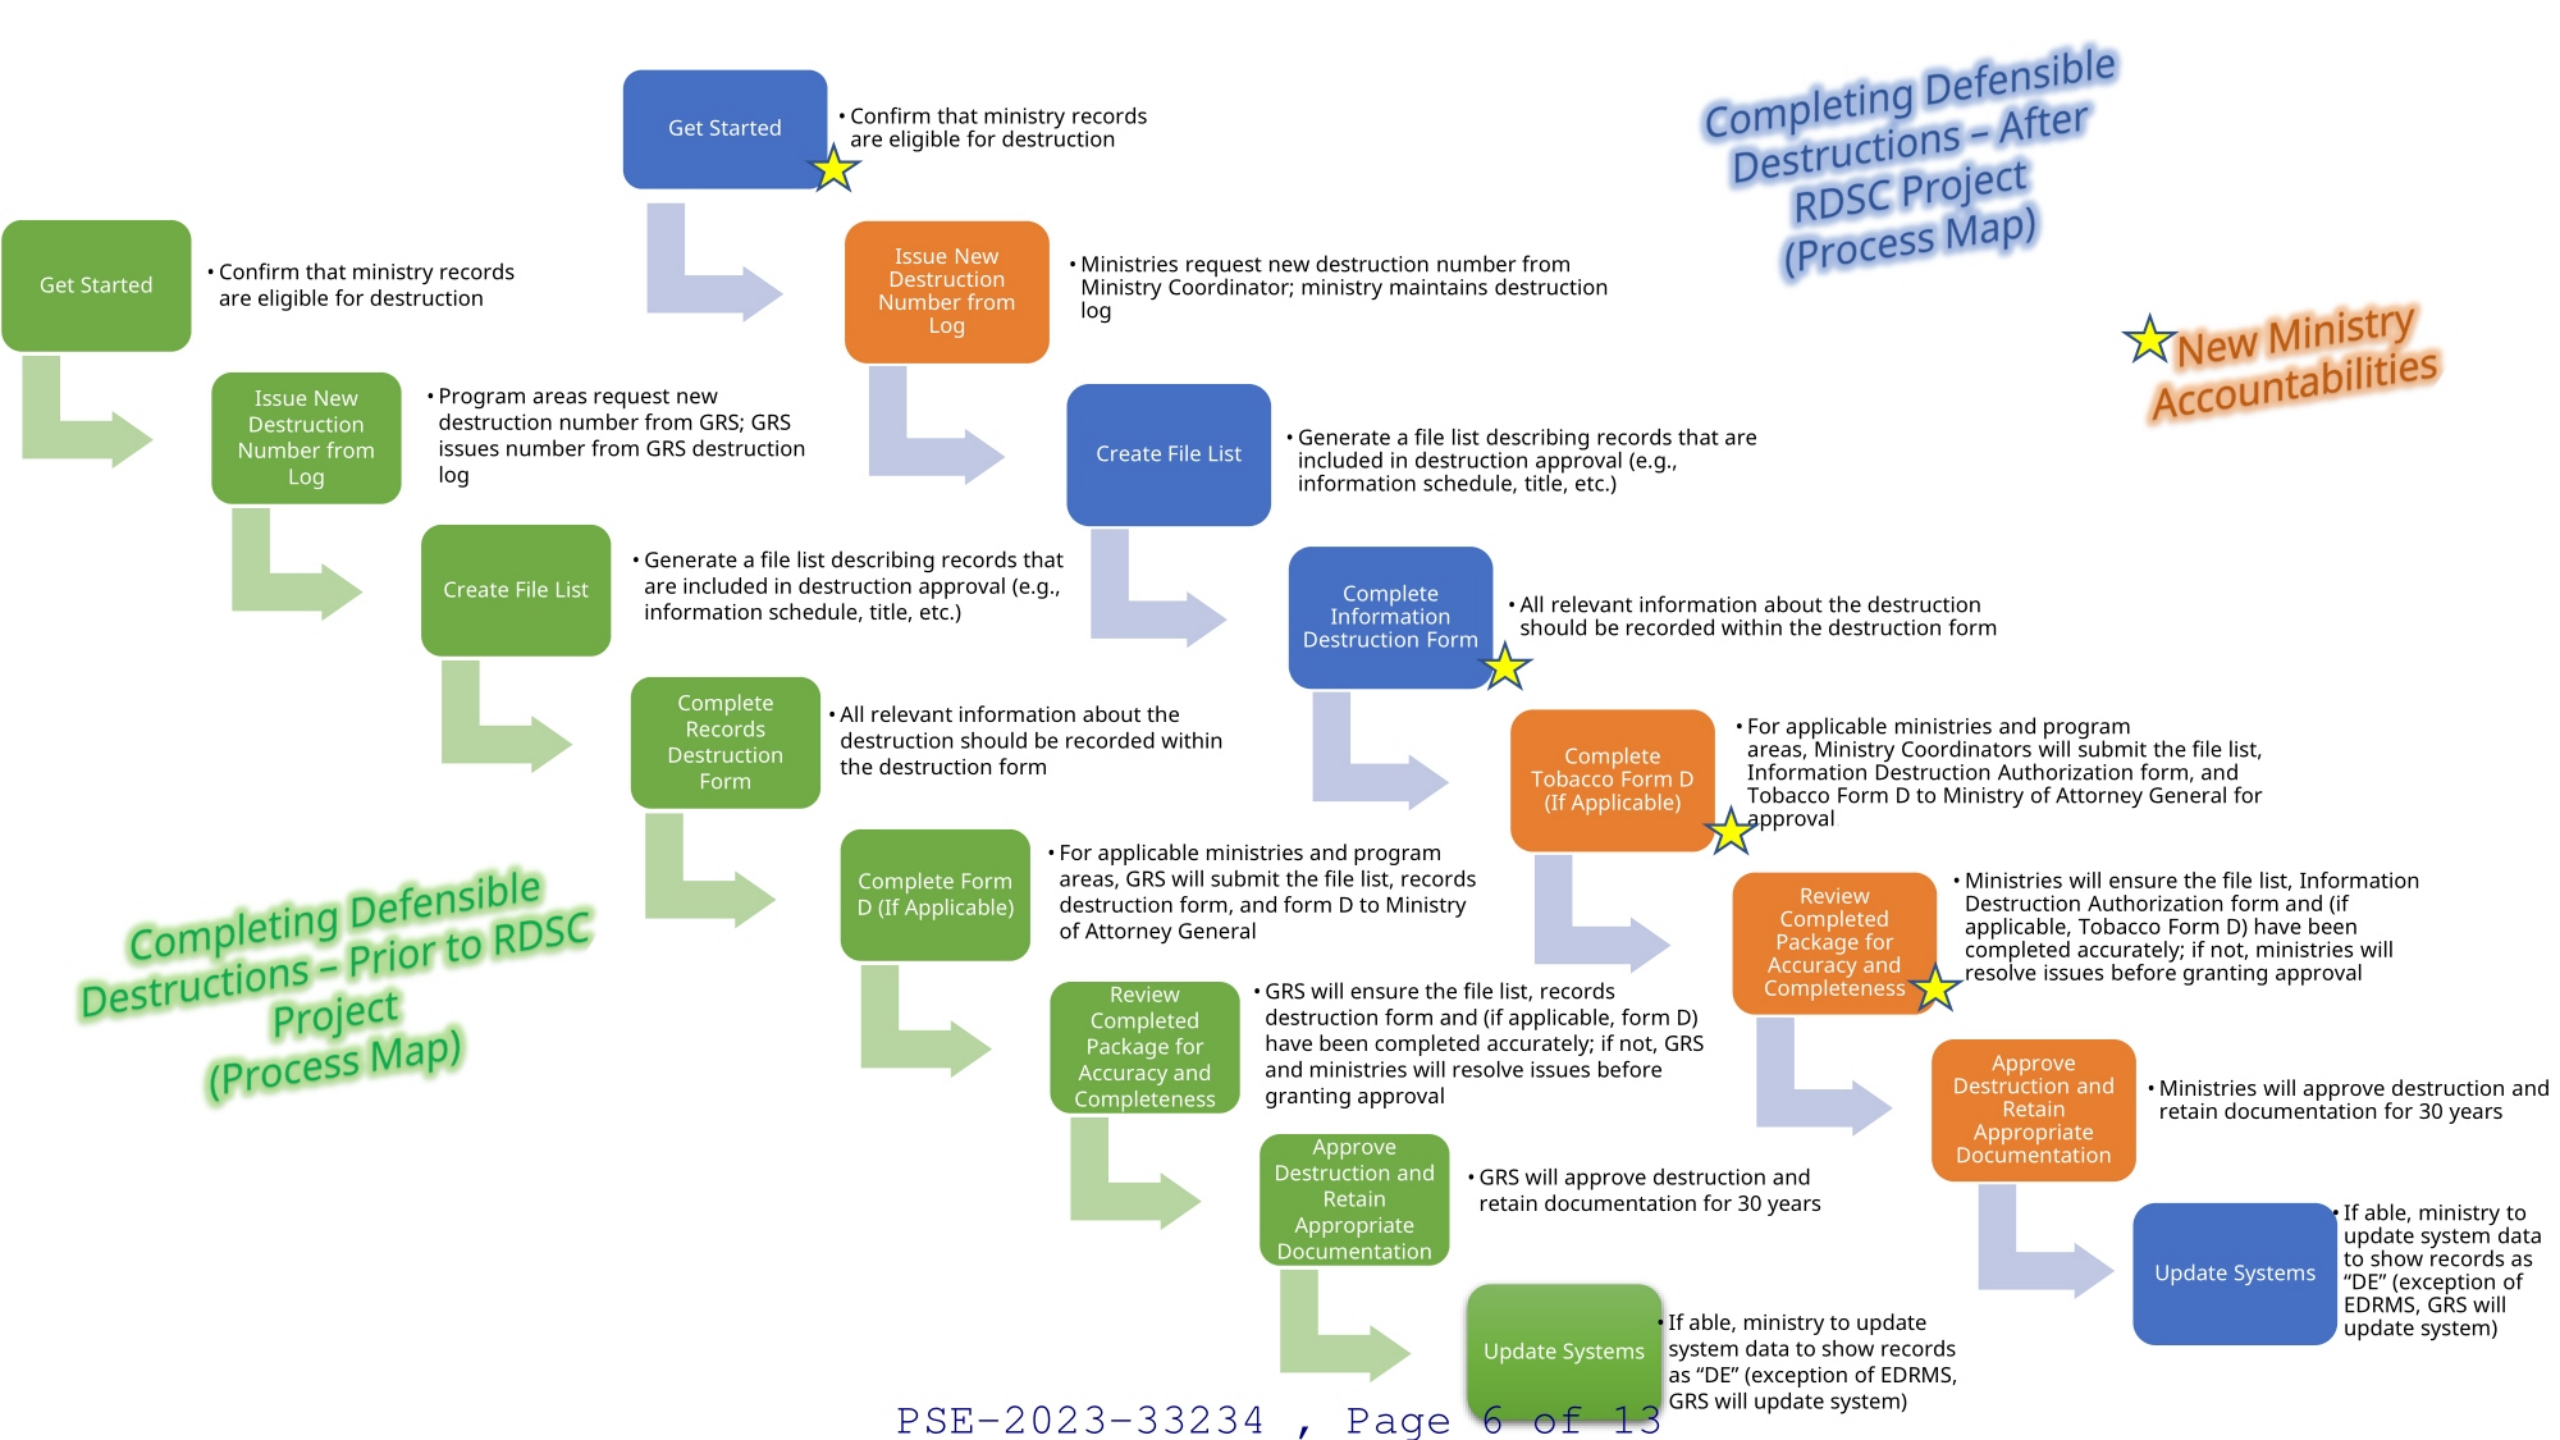 Completing Defensible
Destructions – After
RDSC Project
(Process Map)
New Ministry
Accountabilities
Get Started
• Confirm that ministry records
are eligible for destruction
Issue New
Destruction
Number from
Log
• Ministries request new destruction number from
Ministry Coordinator; ministry maintains destruction
log
Create File List
• Generate a file list describing records that are
included in destruction approval (e.g.,
information schedule, title, etc.)
Complete
Information
Destruction Form
• All relevant information about the destruction
should be recorded within the destruction form
Complete
Tobacco Form D
(If Applicable)
• For applicable ministries and program
areas, Ministry Coordinators will submit the file list,
Information Destruction Authorization form, and
Tobacco Form D to Ministry of Attorney General for
approval
Review
Completed
Package for
Accuracy and
Completeness
• Ministries will ensure the file list, Information
Destruction Authorization form and (if
applicable, Tobacco Form D) have been
completed accurately; if not, ministries will
resolve issues before granting approval
Approve
Destruction and
Retain
Appropriate
Documentation
• Ministries will approve destruction and
retain documentation for 30 years
Update Systems
• If able, ministry to
update system data
to show records as
“DE” (exception of
EDRMS, GRS will
update system)
Get Started
• Confirm that ministry records
are eligible for destruction
Issue New
Destruction
Number from
Log
• Program areas request new
destruction number from GRS; GRS
issues number from GRS destruction
log
Create File List
• Generate a file list describing records that
are included in destruction approval (e.g.,
information schedule, title, etc.)
Complete
Records
Destruction
Form
• All relevant information about the
destruction should be recorded within
the destruction form
Complete Form
D (If Applicable)
• For applicable ministries and program
areas, GRS will submit the file list, records
destruction form, and form D to Ministry
of Attorney General
Review
Completed
Package for
Accuracy and
Completeness
• GRS will ensure the file list, records
destruction form and (if applicable, form D)
have been completed accurately; if not, GRS
and ministries will resolve issues before
granting approval
Approve
Destruction and
Retain
Appropriate
Documentation
• GRS will approve destruction and
retain documentation for 30 years
Update Systems
• If able, ministry to update
system data to show records
as “DE” (exception of EDRMS,
GRS will update system)
Completing Defensible
Destructions – Prior to RDSC
Project
(Process Map)
PSE-2023-33234 , Page 6 of 13